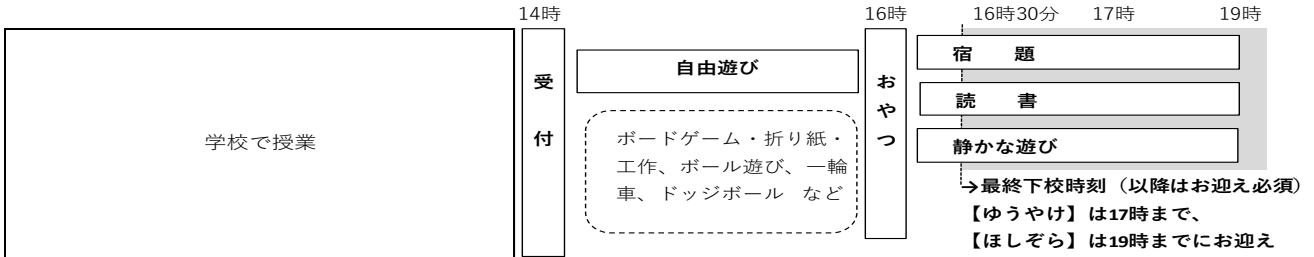 14時
16時
16時30分
17時
19時
学校で授業
受付
自由遊び
ボードゲーム・折り紙・
工作、ボール遊び、一輪
車、ドッジボール など
おやつ
宿 題
読 書
静かな遊び
→最終下校時刻（以降はお迎え必須）
【ゆうやけ】は17時まで、
【ほしぞら】は19時までにお迎え